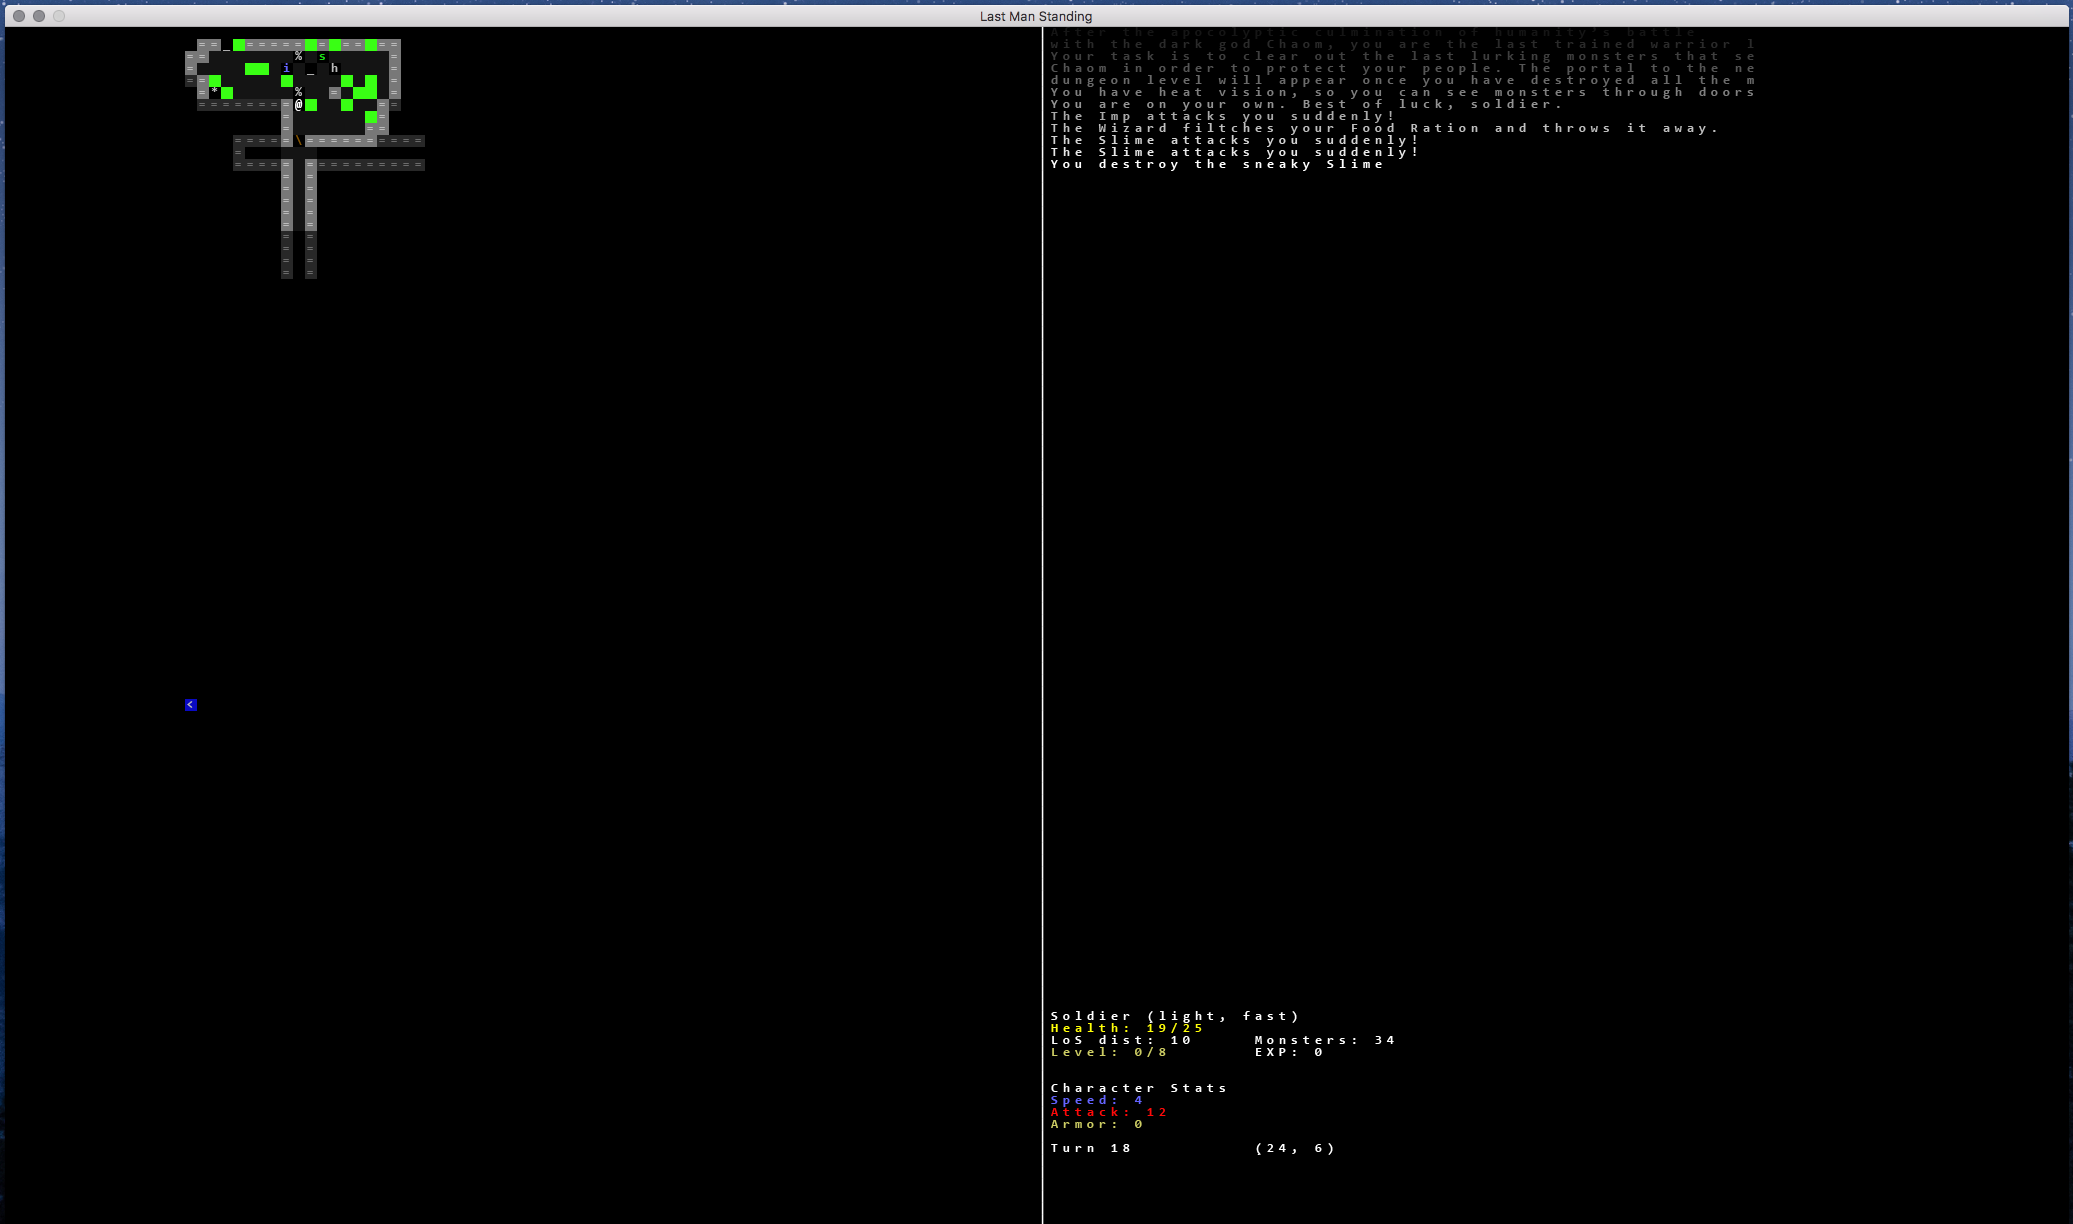 Last Man Standing
After the apocolyptic culmination of humanity's battle
with the dark god Chaom, you are the last trained warrior l
Your task is to clear out the last lurking monsters that se
Chaom in order to protect your people. The portal to the ne
dungeon level will appear once you have destroyed all the m
You have heat vision, so you can see monsters through doors
You are on your own. Best of luck, soldier.
The Imp attacks you suddenly!
The Wizard filtches your Food Ration and throws it away.
The Slime attacks you suddenly!
The Slime attacks you suddenly!
You destroy the sneaky Slime
==_ ======= = ==
== % s =
= i _ h =
==
=* % = =
========@ ==
=
= ==
=\==========
=
===== ==========
= =
= =
= =
= =
= =
= =
= =
= =
= =
<
Soldier (light, fast)
Health: 19/25
LoS dist: 10 Monsters: 34
Level: 0/8 EXP: 0
Character Stats
Speed: 4
Attack: 12
Armor: 0
Turn 18 (24, 6)